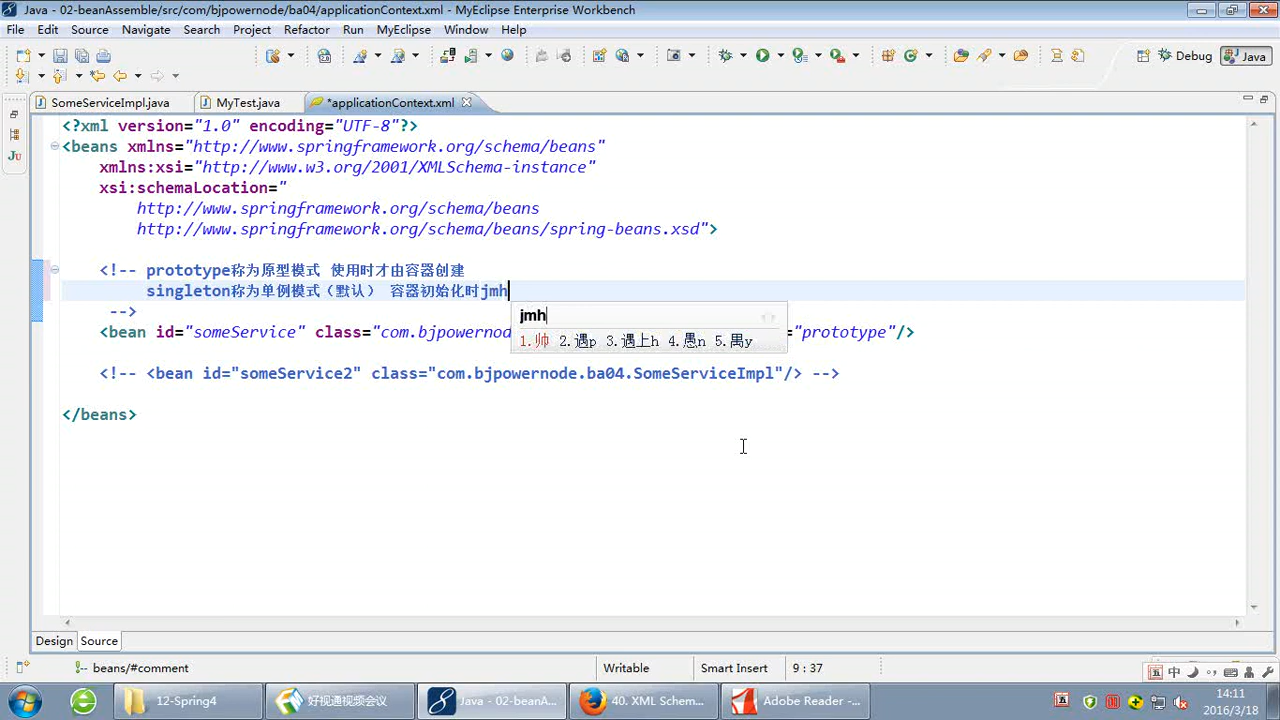 Java - 02-beanAssemble/src/com/bjpowernode/ba04/applicationContext.xml - MyEclipse Enterprise Workbench
File Edit Source Navigate Search Project Refactor Run MyEclipse Window Help
Debug Java
SomeServiceImpl.java MyTest.java *applicationContext.xml
<?xml version="1.0" encoding="UTF-8"?>
<beans xmlns="http://www.springframework.org/schema/beans"
xmlns:xsi="http://www.w3.org/2001/XMLSchema-instance"
xsi:schemaLocation="
http://www.springframework.org/schema/beans
http://www.springframework.org/schema/beans/spring-beans.xsd">
<!-- prototype称为原型模式 使用时才由容器创建
singleton称为单例模式（默认） 容器初始化时jmh
jmh
-->
1.帅 2.遇p 3.遇上h 4.愚n 5.禺y
<bean id="someService" class="com.bjpowernod ="prototype"/>
<!-- <bean id="someService2" class="com.bjpowernode.ba04.SomeServiceImpl"/> -->
</beans>
Design Source
beans/#comment Writable Smart Insert 9 : 37
五 中
12-Spring4 好视通视频会议 Java - 02-beanA... 40. XML Schem... Adobe Reader -...
14:11
2016/3/18